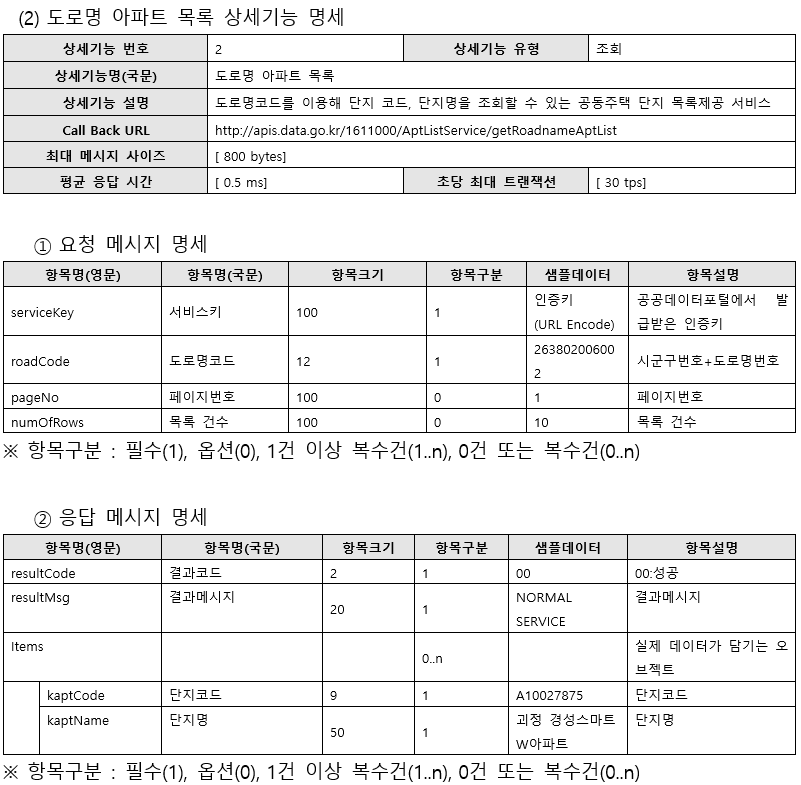 (2) 도로명 아파트 목록 상세기능 명세
상세기능 번호 2 상세기능 유형 조회
상세기능명(국문) 도로명 아파트 목록
상세기능 설명 도로명코드를 이용해 단지 코드, 단지명을 조회할 수 있는 공동주택 단지 목록제공 서비스
Call Back URL http://apis.data.go.kr/1611000/AptListService/getRoadnameAptList
최대 메시지 사이즈 [ 800 bytes]
평균 응답 시간 [ 0.5 ms] 초당 최대 트랜잭션 [ 30 tps]
① 요청 메시지 명세
항목명(영문) 항목명(국문) 항목크기 항목구분 샘플데이터 항목설명
serviceKey 서비스키 100 1 인증키 (URL Encode) 공공데이터포털에서 발급받은 인증키
roadCode 도로명코드 12 1 263802006002 시군구번호+도로명번호
pageNo 페이지번호 100 0 1 페이지번호
numOfRows 목록 건수 100 0 10 목록 건수
※ 항목구분 : 필수(1), 옵션(0), 1건 이상 복수건(1..n), 0건 또는 복수건(0..n)
② 응답 메시지 명세
항목명(영문) 항목명(국문) 항목크기 항목구분 샘플데이터 항목설명
resultCode 결과코드 2 1 00 00:성공
resultMsg 결과메시지 20 1 NORMAL SERVICE 결과메시지
Items 0..n 실제 데이터가 담기는 오브젝트
kaptCode 단지코드 9 1 A10027875 단지코드
kaptName 단지명 50 1 괴정 경성스마트W아파트 단지명
※ 항목구분 : 필수(1), 옵션(0), 1건 이상 복수건(1..n), 0건 또는 복수건(0..n)